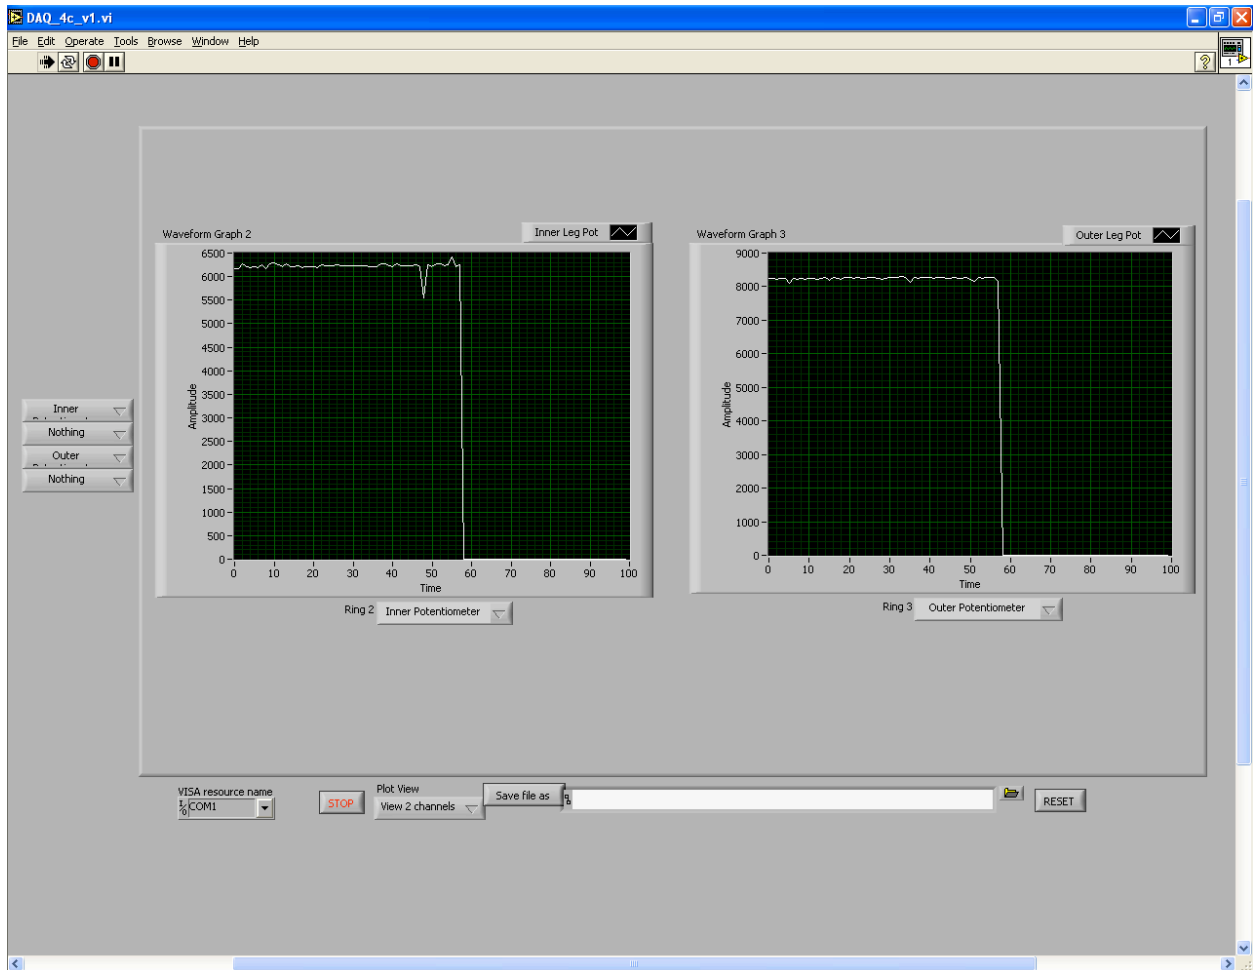 DAQ_4c_v1.vi
File Edit Operate Tools Browse Window Help
1
Waveform Graph 2
Inner Leg Pot
6500
6000
5500
5000
4500
4000
3500
3000
2500
2000
1500
1000
500
0
Amplitude
0 10 20 30 40 50 60 70 80 90 100
Time
Ring 2 Inner Potentiometer
Waveform Graph 3
Outer Leg Pot
9000
8000
7000
6000
5000
4000
3000
2000
1000
0
Amplitude
0 10 20 30 40 50 60 70 80 90 100
Time
Ring 3 Outer Potentiometer
Inner
Nothing
Outer
Nothing
VISA resource name
COM1
STOP
Plot View
View 2 channels
Save file as
RESET